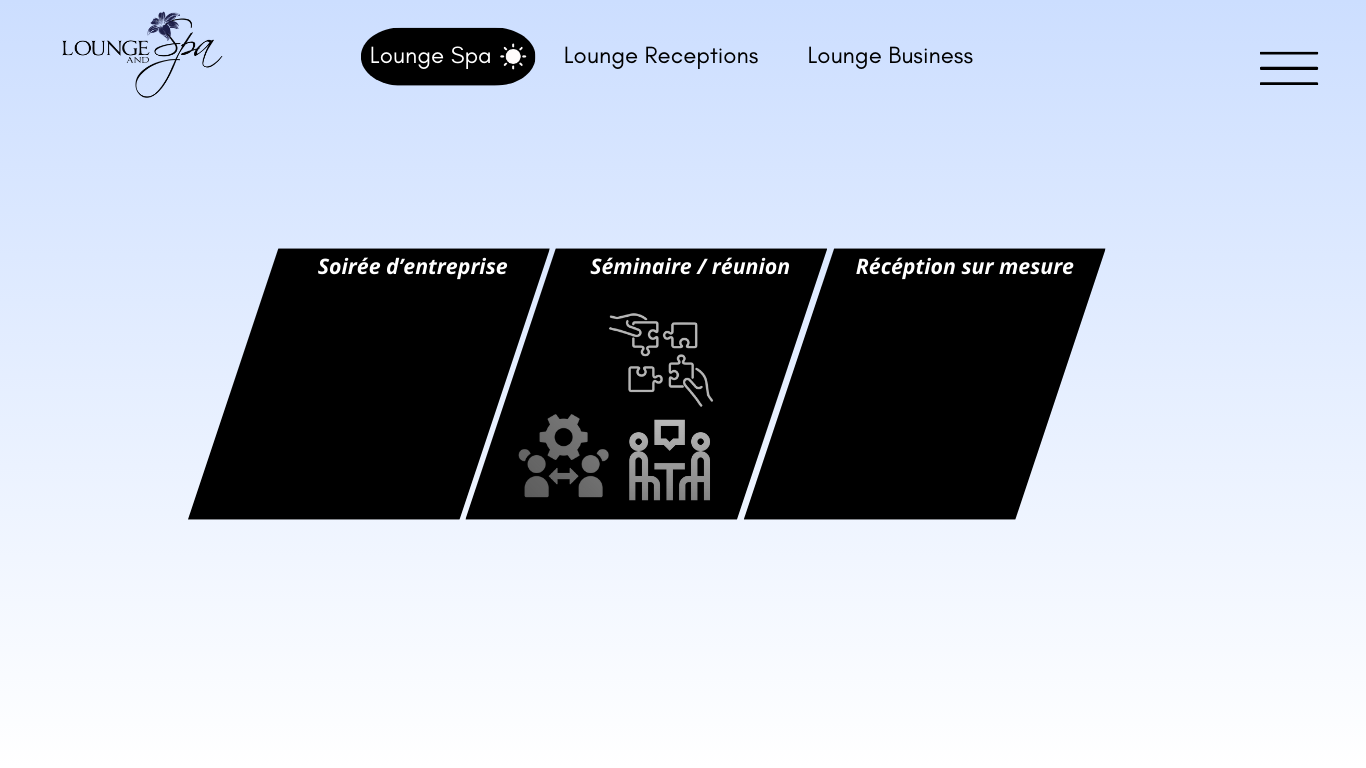 LOUNGE
AND Spa
Lounge Spa
Lounge Receptions
Lounge Business
Soirée d’entreprise
Séminaire / réunion
Récéption sur mesure